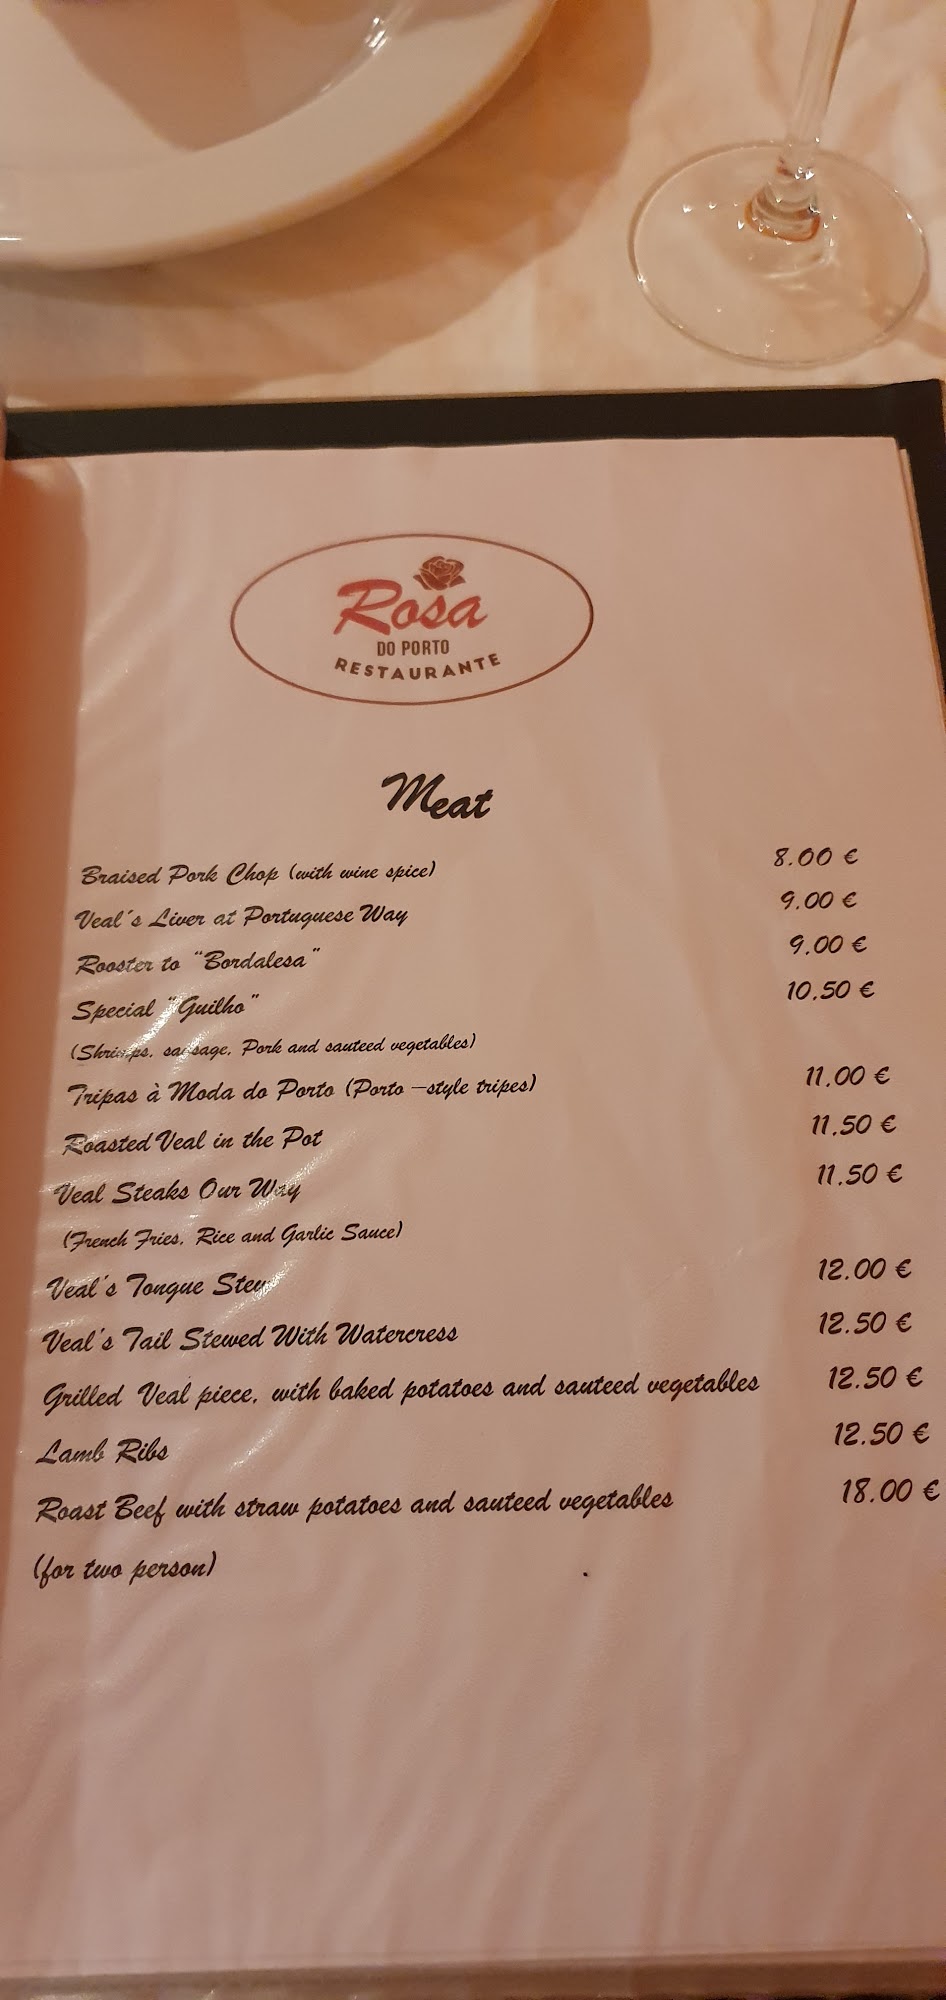 Rosa
DO PORTO
RESTAURANTE
Meat
Braised Pork Chop (with wine spice) 8.00 €
Veal´s Liver at Portuguese Way 9.00 €
Rooster to "Bordalesa" 9.00 €
Special "Guilho" 10.50 €
(Shrimps, sausage, Pork and sauteed vegetables)
Tripas à Moda do Porto (Porto –style tripes) 11.00 €
Roasted Veal in the Pot 11.50 €
Veal Steaks Our Way 11.50 €
(French Fries, Rice and Garlic Sauce)
Veal´s Tongue Stew 12.00 €
Veal´s Tail Stewed With Watercress 12.50 €
Grilled Veal piece, with baked potatoes and sauteed vegetables 12.50 €
Lamb Ribs 12.50 €
Roast Beef with straw potatoes and sauteed vegetables 18.00 €
(for two person)